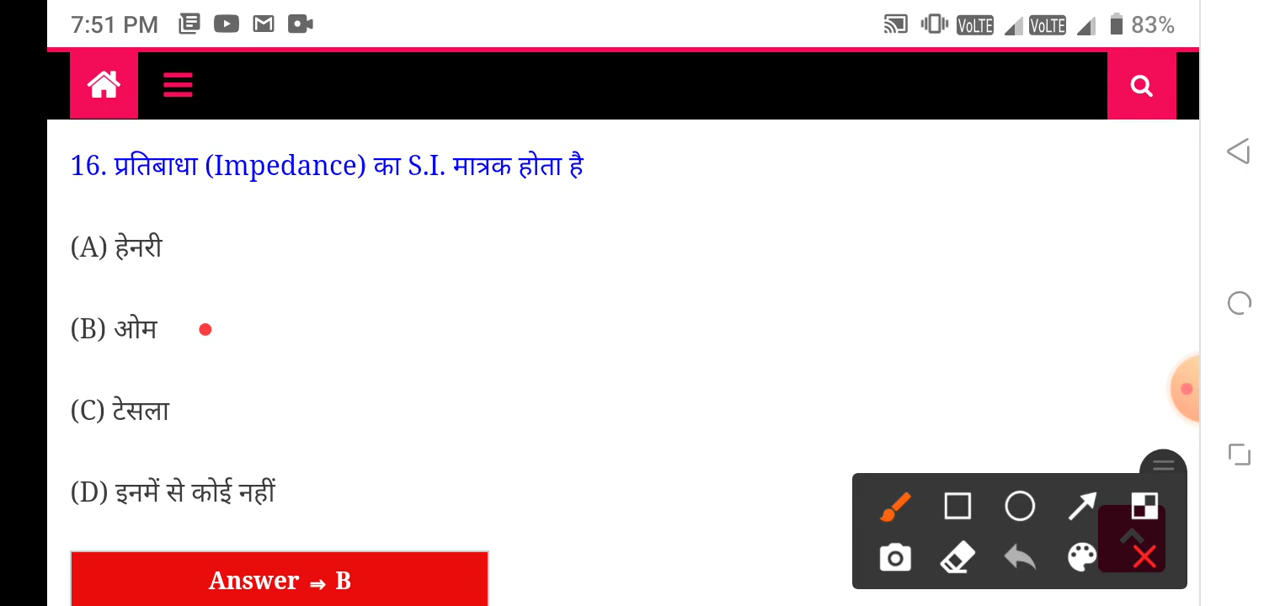 7:51 PM VoLTE VoLTE 83%
16. प्रतिबाधा (Impedance) का S.I. मात्रक होता है
(A) हेनरी
(B) ओम
(C) टेसला
(D) इनमें से कोई नहीं
Answer ⇒ B